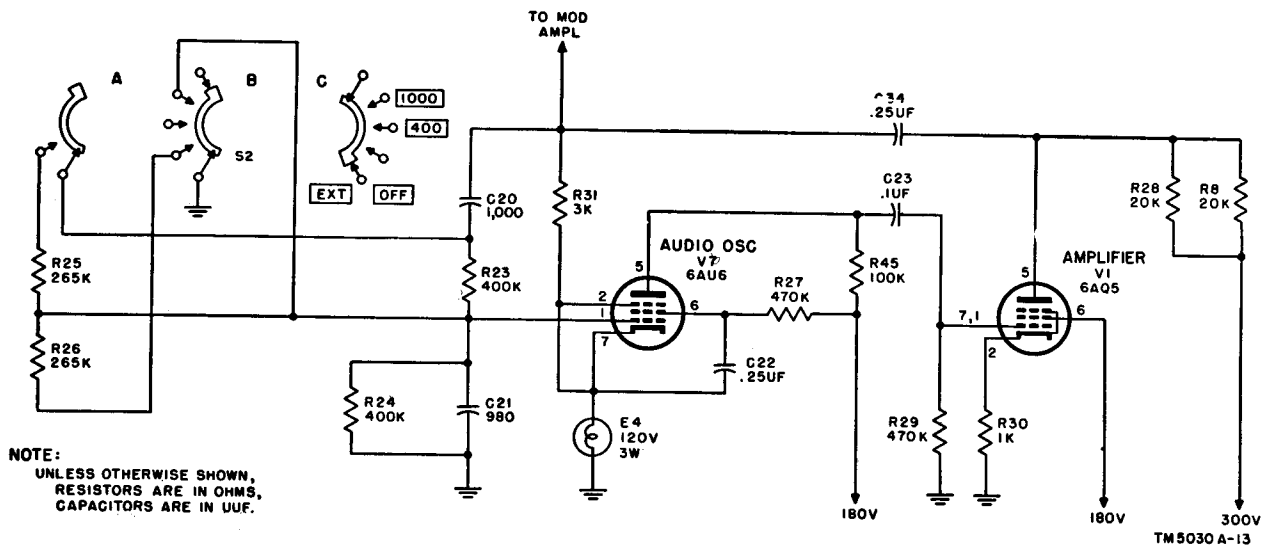 TO MOD
AMPL
A
B
C
1000
400
S2
EXT
OFF
C34
.25UF
C20
1,000
R31
3K
C23
.1UF
R28
20K
R8
20K
R25
265K
R23
400K
AUDIO OSC
V7
6AU6
5
2
1
7
6
R27
470K
R45
100K
AMPLIFIER
V1
6AQ5
5
7,1
2
6
R26
265K
R24
400K
C21
980
C22
.25UF
E4
120V
3W
R29
470K
R30
1K
NOTE:
UNLESS OTHERWISE SHOWN,
RESISTORS ARE IN OHMS,
CAPACITORS ARE IN UUF.
180V
180V
300V
TM5030A-13